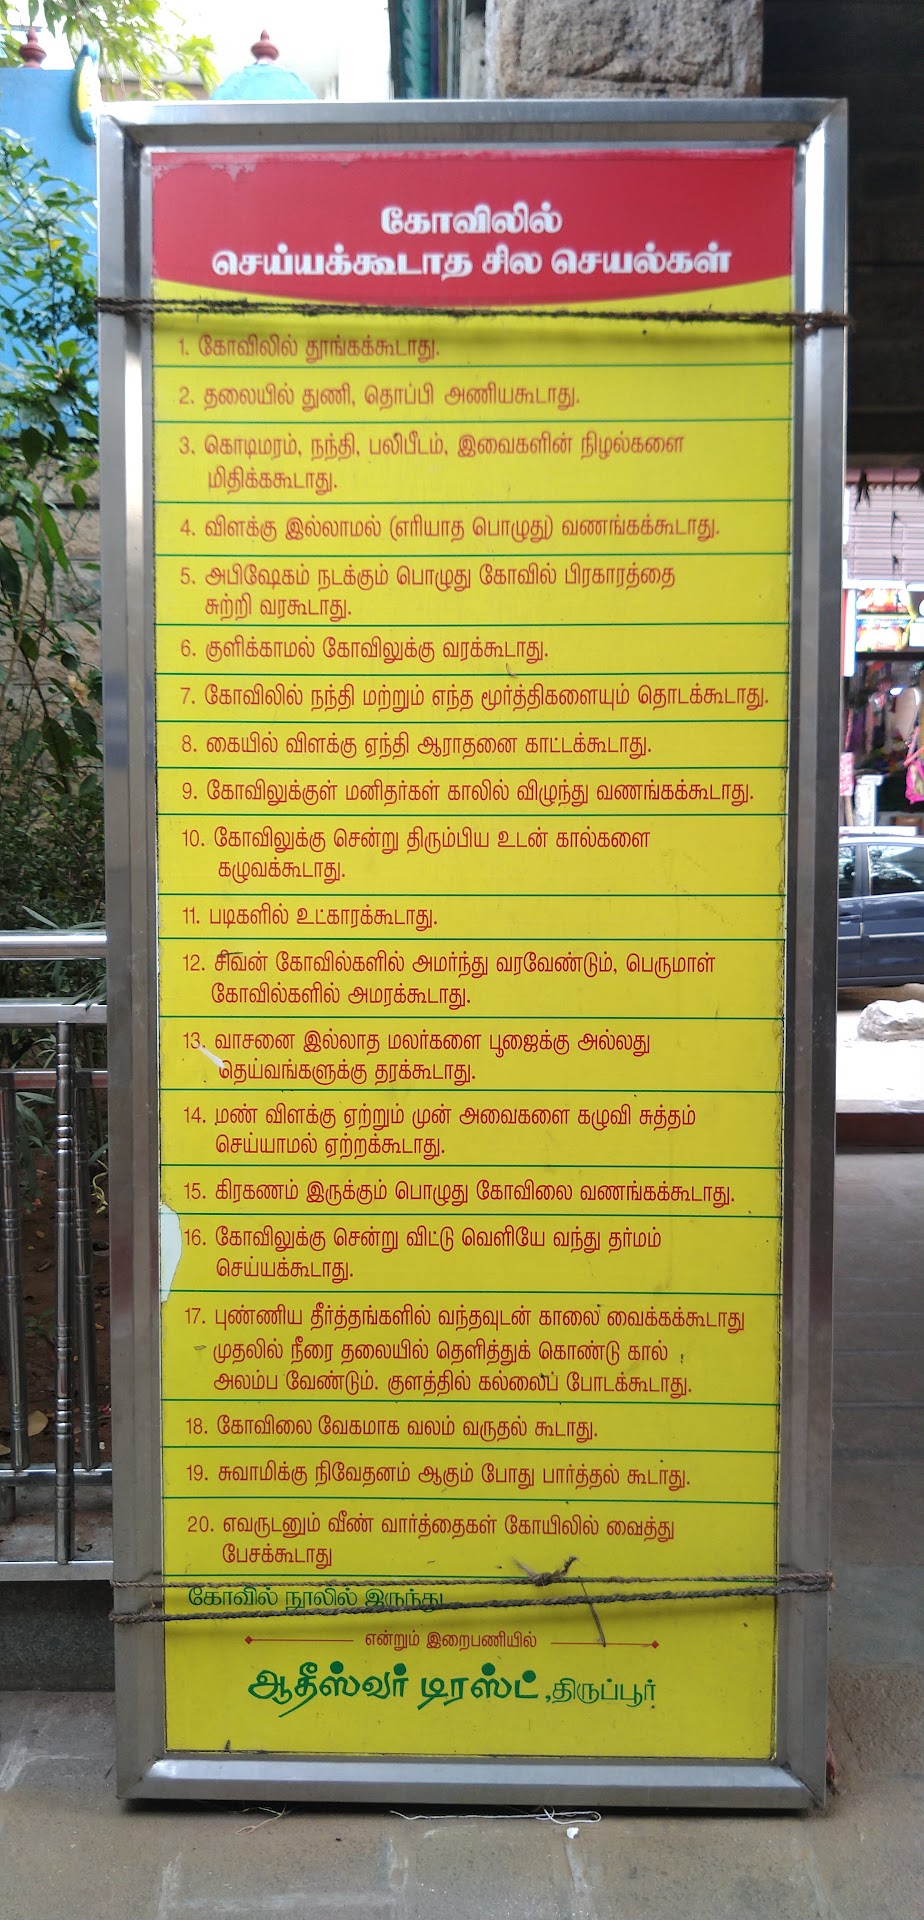 கோவிலில்
செய்யக்கூடாத சில செயல்கள்
1. கோவிலில் தூங்கக்கூடாது.
2. தலையில் துணி, தொப்பி அணியகூடாது.
3. கொடிமரம், நந்தி, பலிபீடம், இவைகளின் நிழல்களை
மிதிக்ககூடாது.
4. விளக்கு இல்லாமல் (எரியாத பொழுது) வணங்கக்கூடாது.
5. அபிஷேகம் நடக்கும் பொழுது கோவில் பிரகாரத்தை
சுற்றி வரகூடாது.
6. குளிக்காமல் கோவிலுக்கு வரக்கூடாது.
7. கோவிலில் நந்தி மற்றும் எந்த மூர்த்திகளையும் தொடக்கூடாது.
8. கையில் விளக்கு ஏந்தி ஆராதனை காட்டக்கூடாது.
9. கோவிலுக்குள் மனிதர்கள் காலில் விழுந்து வணங்கக்கூடாது.
10. கோவிலுக்கு சென்று திரும்பிய உடன் கால்களை
கழுவக்கூடாது.
11. படிகளில் உட்காரக்கூடாது.
12. சிவன் கோவில்களில் அமர்ந்து வரவேண்டும், பெருமாள்
கோவில்களில் அமரக்கூடாது.
13. வாசனை இல்லாத மலர்களை பூஜைக்கு அல்லது
தெய்வங்களுக்கு தரக்கூடாது.
14. மண் விளக்கு ஏற்றும் முன் அவைகளை கழுவி சுத்தம்
செய்யாமல் ஏற்றக்கூடாது.
15. கிரகணம் இருக்கும் பொழுது கோவிலை வணங்கக்கூடாது.
16. கோவிலுக்கு சென்று விட்டு வெளியே வந்து தர்மம்
செய்யக்கூடாது.
17. புண்ணிய தீர்த்தங்களில் வந்தவுடன் காலை வைக்கக்கூடாது
முதலில் நீரை தலையில் தெளித்துக் கொண்டு கால்
அலம்ப வேண்டும். குளத்தில் கல்லைப் போடக்கூடாது.
18. கோவிலை வேகமாக வலம் வருதல் கூடாது.
19. சுவாமிக்கு நிவேதனம் ஆகும் போது பார்த்தல் கூடாது.
20. எவருடனும் வீண் வார்த்தைகள் கோயிலில் வைத்து
பேசக்கூடாது
கோவில் நூலில் இருந்து
என்றும் இறைபணியில்
ஆதீஸ்வர் டிரஸ்ட், திருப்பூர்